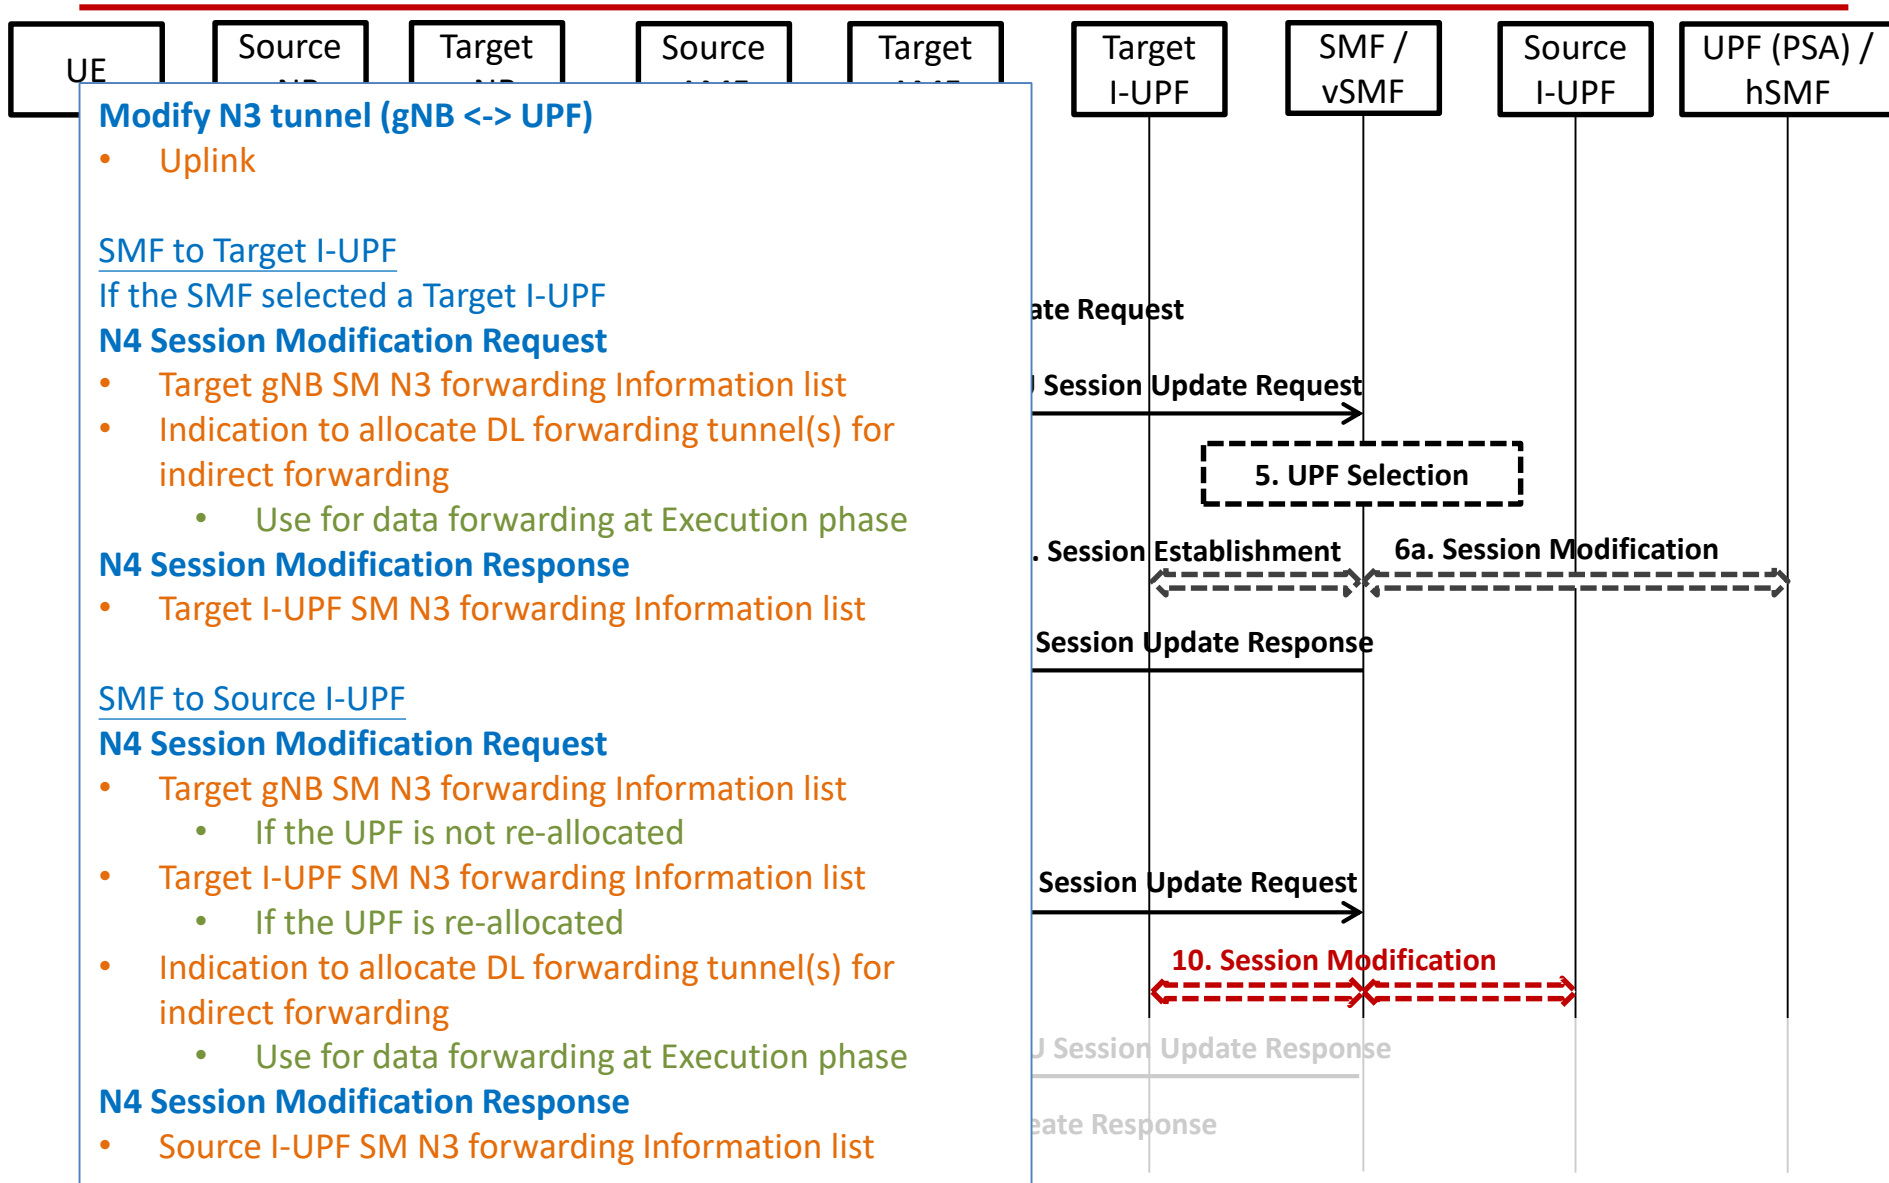 UE
Source
Target
Source
Target
Target
I-UPF
SMF /
vSMF
Source
I-UPF
UPF (PSA) /
hSMF
Modify N3 tunnel (gNB <-> UPF)
• Uplink
SMF to Target I-UPF
If the SMF selected a Target I-UPF
N4 Session Modification Request
• Target gNB SM N3 forwarding Information list
• Indication to allocate DL forwarding tunnel(s) for
indirect forwarding
• Use for data forwarding at Execution phase
N4 Session Modification Response
• Target I-UPF SM N3 forwarding Information list
SMF to Source I-UPF
N4 Session Modification Request
• Target gNB SM N3 forwarding Information list
• If the UPF is not re-allocated
• Target I-UPF SM N3 forwarding Information list
• If the UPF is re-allocated
• Indication to allocate DL forwarding tunnel(s) for
indirect forwarding
• Use for data forwarding at Execution phase
N4 Session Modification Response
• Source I-UPF SM N3 forwarding Information list
Request
Session Update Request
5. UPF Selection
. Session Establishment
6a. Session Modification
Session Update Response
Session Update Request
10. Session Modification
Session Update Response
Response